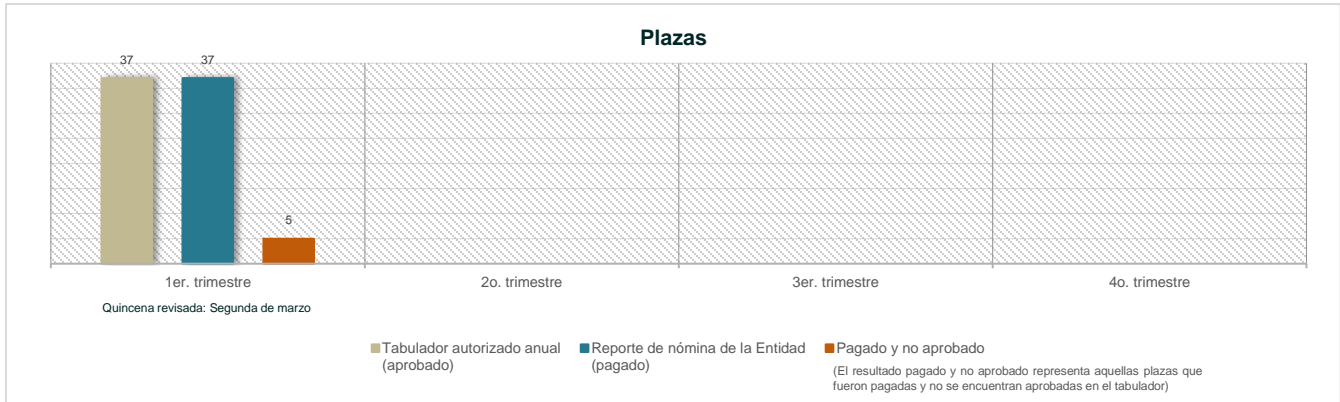 Plazas
37
37
5
1er. trimestre
2o. trimestre
3er. trimestre
4o. trimestre
Quincena revisada: Segunda de marzo
Tabulador autorizado anual
(aprobado)
Reporte de nómina de la Entidad
(pagado)
Pagado y no aprobado
(El resultado pagado y no aprobado representa aquellas plazas que
fueron pagadas y no se encuentran aprobadas en el tabulador)